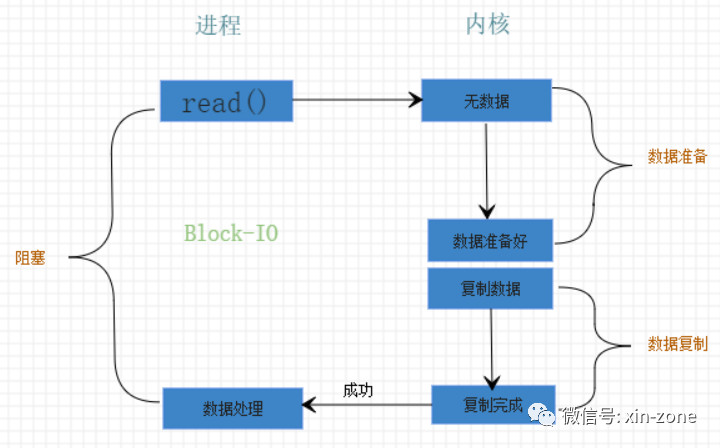 进程
内核
read()
无数据
数据准备
Block-IO
数据准备好
阻塞
复制数据
数据复制
成功
数据处理
复制完成
微信号: xin-zone